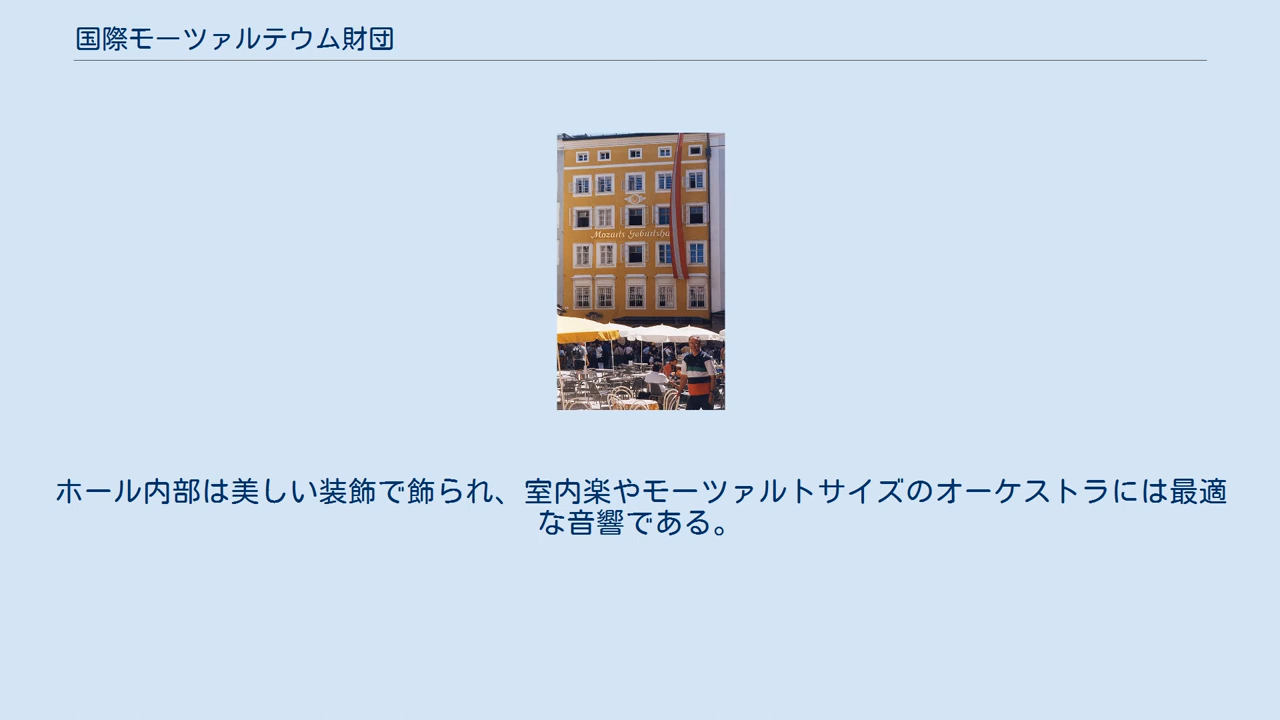 国際モーツァルテウム財団
Mozarts Geburtsha
ホール内部は美しい装飾で飾られ、室内楽やモーツァルトサイズのオーケストラには最適
な音響である。